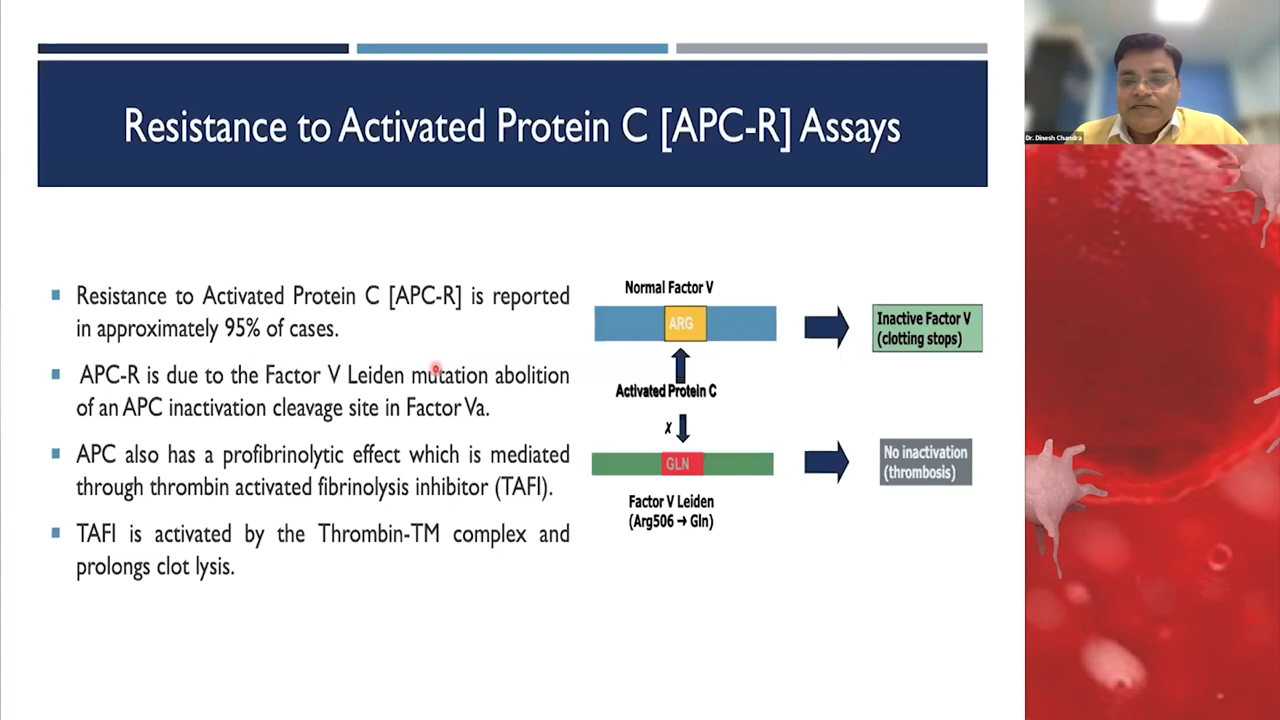 Resistance to Activated Protein C [APC-R] Assays
Dr. Dinesh Chandra
Resistance to Activated Protein C [APC-R] is reported
in approximately 95% of cases.
APC-R is due to the Factor V Leiden mutation abolition
of an APC inactivation cleavage site in Factor Va.
APC also has a profibrinolytic effect which is mediated
through thrombin activated fibrinolysis inhibitor (TAFI).
TAFI is activated by the Thrombin-TM complex and
prolongs clot lysis.
Normal Factor V
ARG
Inactive Factor V
(clotting stops)
Activated Protein C
X
GLN
No inactivation
(thrombosis)
Factor V Leiden
(Arg506 → Gln)